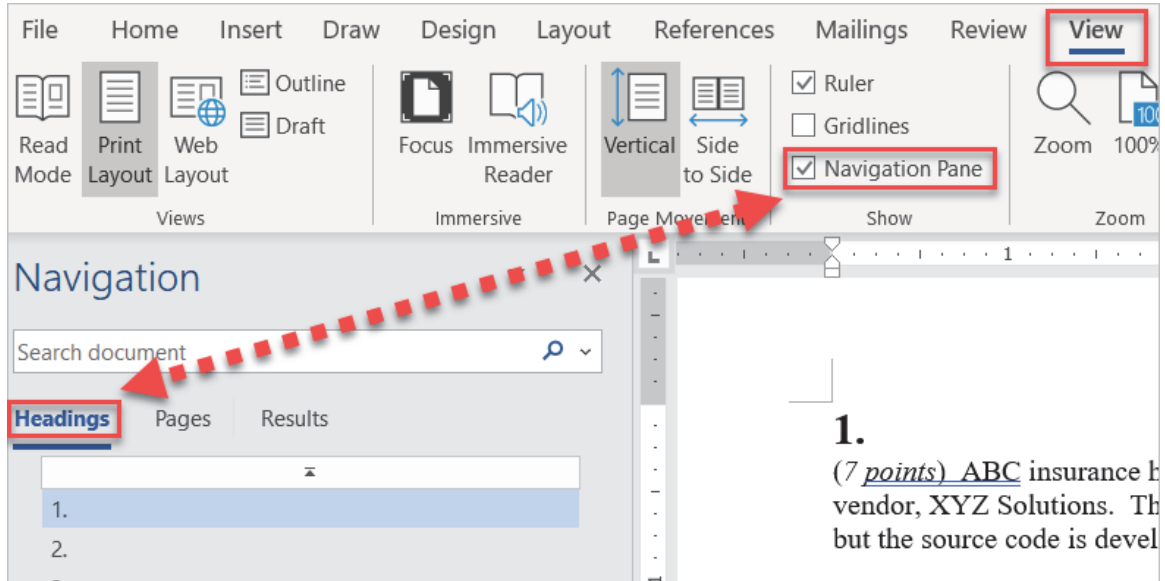 File Home Insert Draw Design Layout References Mailings Review View
Outline
Draft
Read Mode
Print Layout
Web Layout
Focus
Immersive Reader
Vertical
Side to Side
Ruler
Gridlines
Navigation Pane
Zoom
100%
Views Immersive Page Movement Show Zoom
Navigation
L
1
Search document
Headings Pages Results
1.
2.
1.
(7 points) ABC insurance h
vendor, XYZ Solutions. Th
but the source code is devel